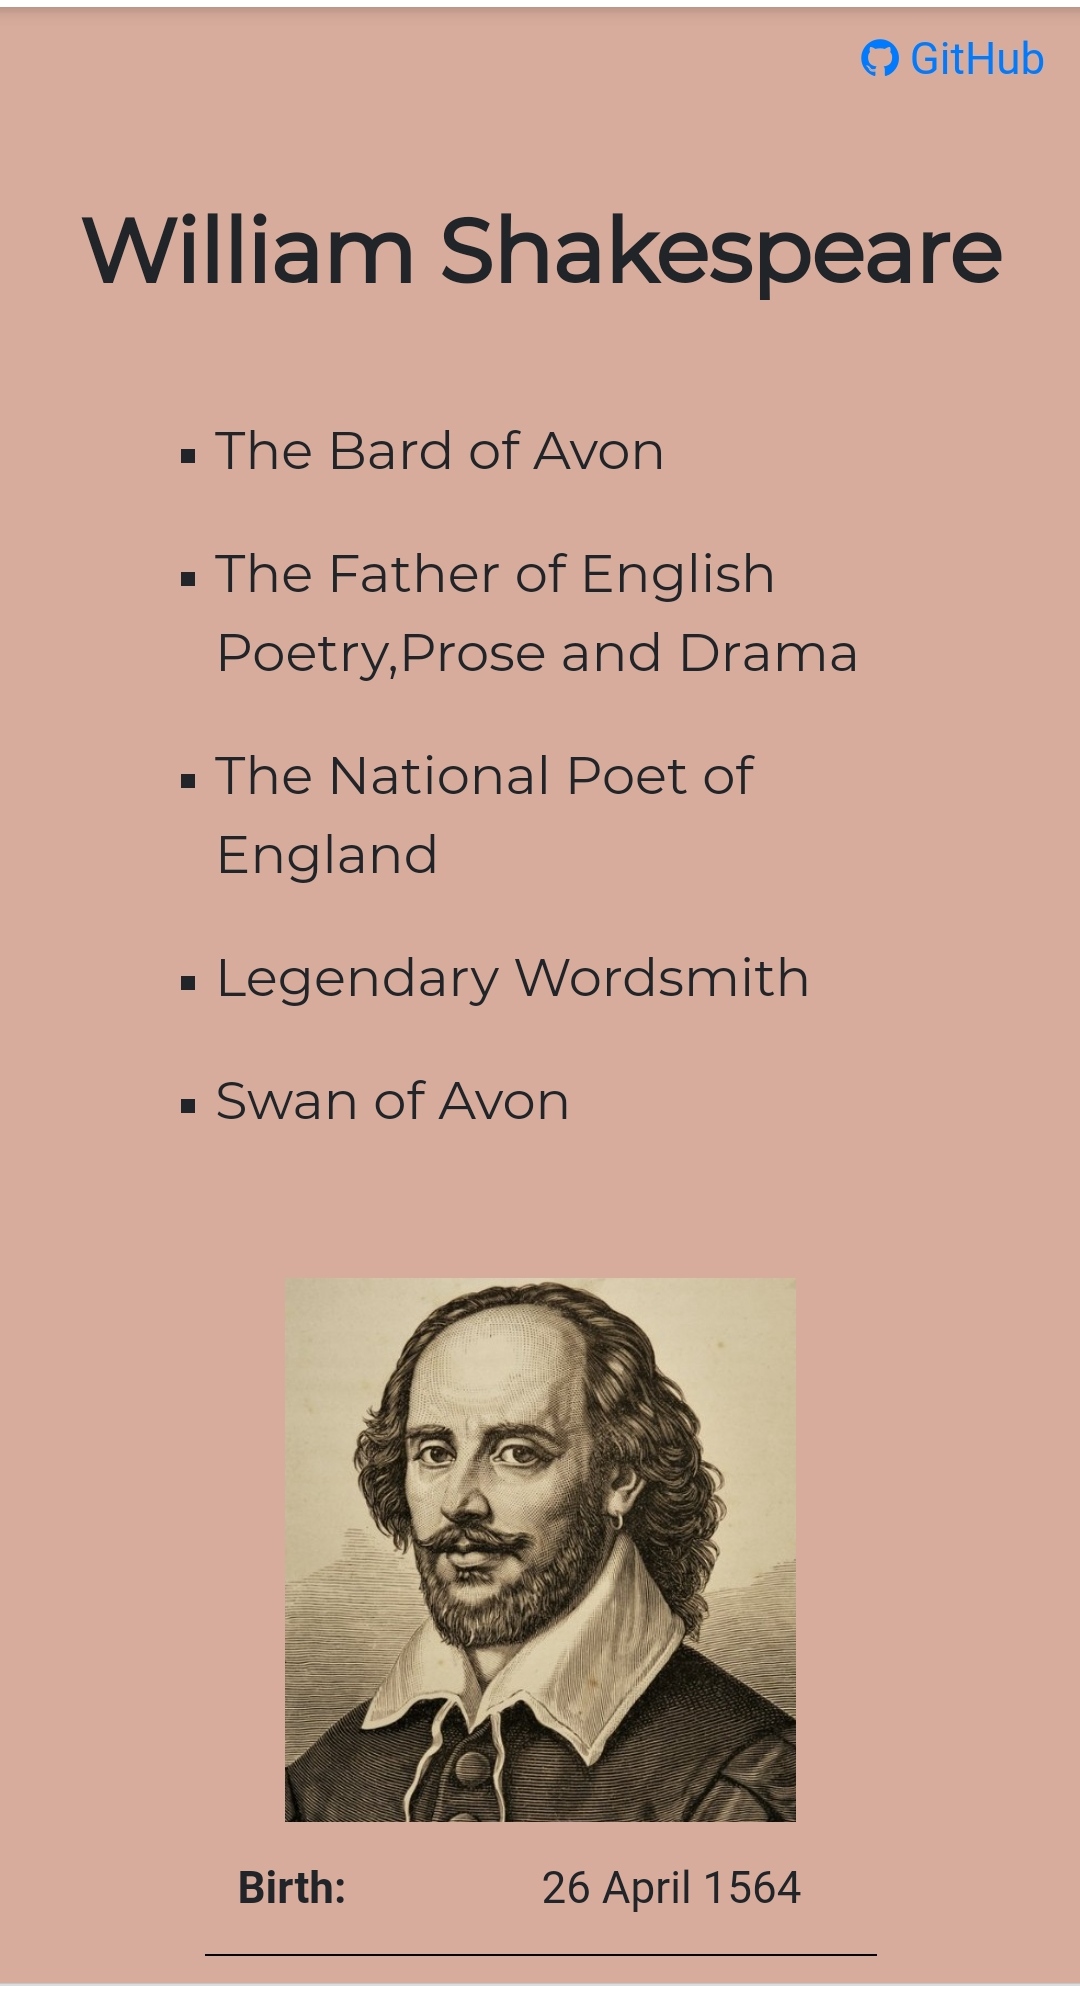 GitHub
William Shakespeare
The Bard of Avon
The Father of English
Poetry,Prose and Drama
The National Poet of
England
Legendary Wordsmith
Swan of Avon
Birth: 26 April 1564